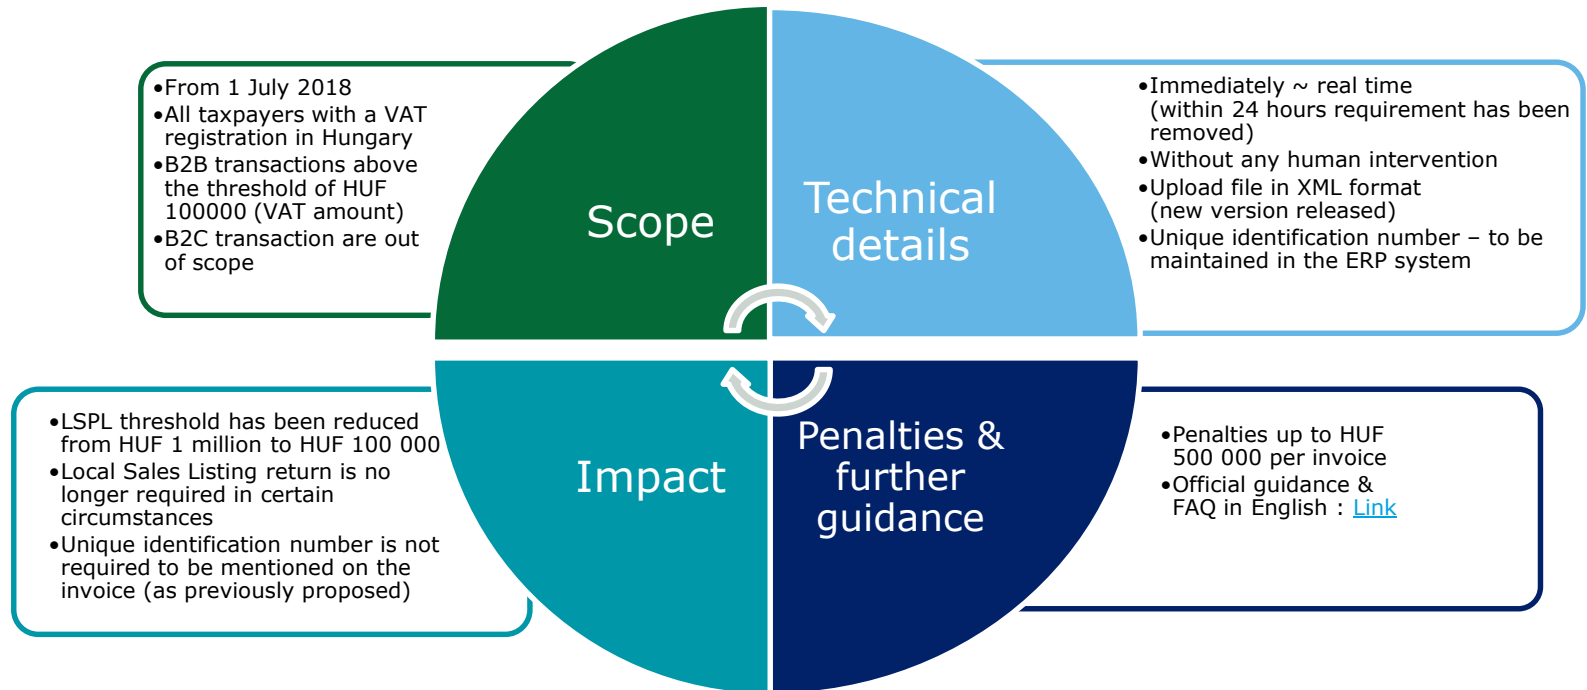 •From 1 July 2018
•All taxpayers with a VAT
registration in Hungary
•B2B transactions above
the threshold of HUF
100000 (VAT amount)
•B2C transaction are out
of scope
Scope
Technical
details
•Immediately ~ real time
(within 24 hours requirement has been
removed)
•Without any human intervention
•Upload file in XML format
(new version released)
•Unique identification number – to be
maintained in the ERP system
•LSPL threshold has been reduced
from HUF 1 million to HUF 100 000
•Local Sales Listing return is no
longer required in certain
circumstances
•Unique identification number is not
required to be mentioned on the
invoice (as previously proposed)
Impact
Penalties &
further
guidance
•Penalties up to HUF
500 000 per invoice
•Official guidance &
FAQ in English : Link